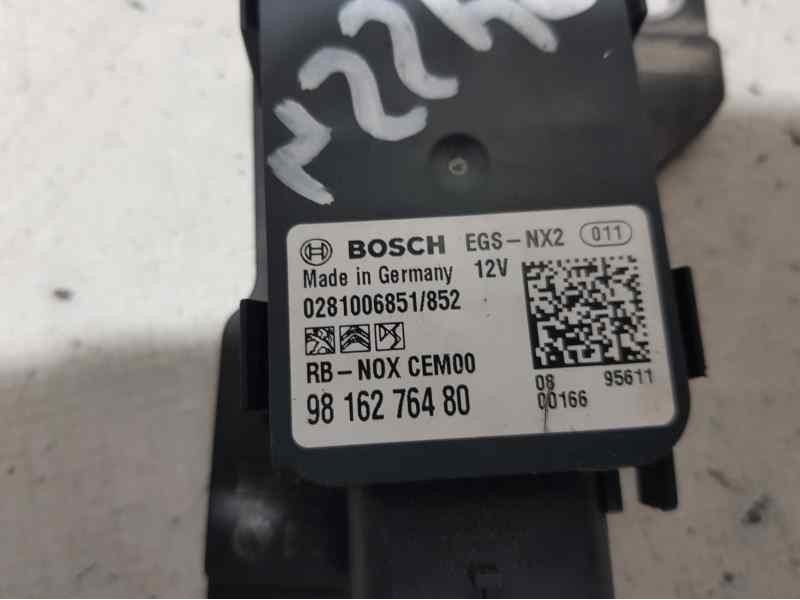 BOSCH EGS-NX2 011
Made in Germany 12V
0281006851/852
RB-NOX CEM00
98 162 764 80
08 95611
00166